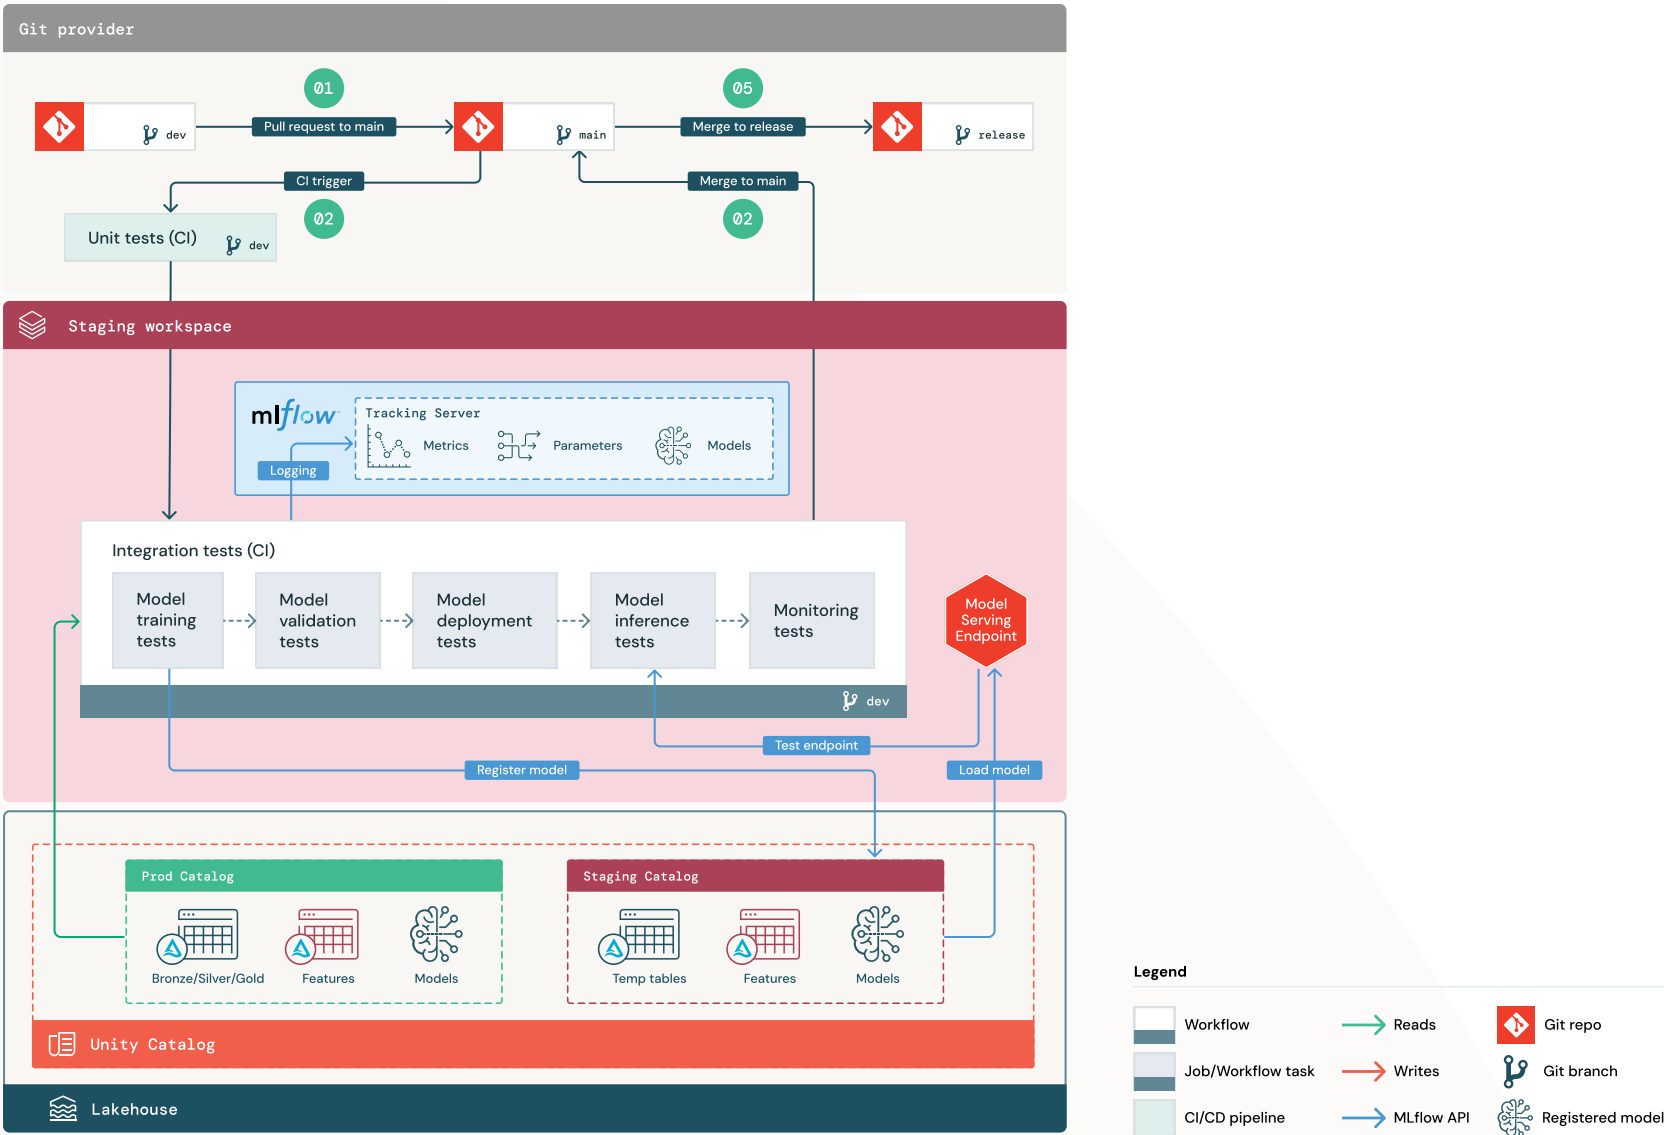 Git provider
01
05
dev
Pull request to main
main
Merge to release
release
CI trigger
Merge to main
02
02
Unit tests (CI)
dev
Staging workspace
mlflow
Tracking Server
Metrics
Parameters
Models
Logging
Integration tests (CI)
Model
training
tests
Model
validation
tests
Model
deployment
tests
Model
inference
tests
Monitoring
tests
Model
Serving
Endpoint
dev
Test endpoint
Register model
Load model
Prod Catalog
Bronze/Silver/Gold
Features
Models
Staging Catalog
Temp tables
Features
Models
Unity Catalog
Lakehouse
Legend
Workflow
Reads
Git repo
Job/Workflow task
Writes
Git branch
CI/CD pipeline
MLflow API
Registered model